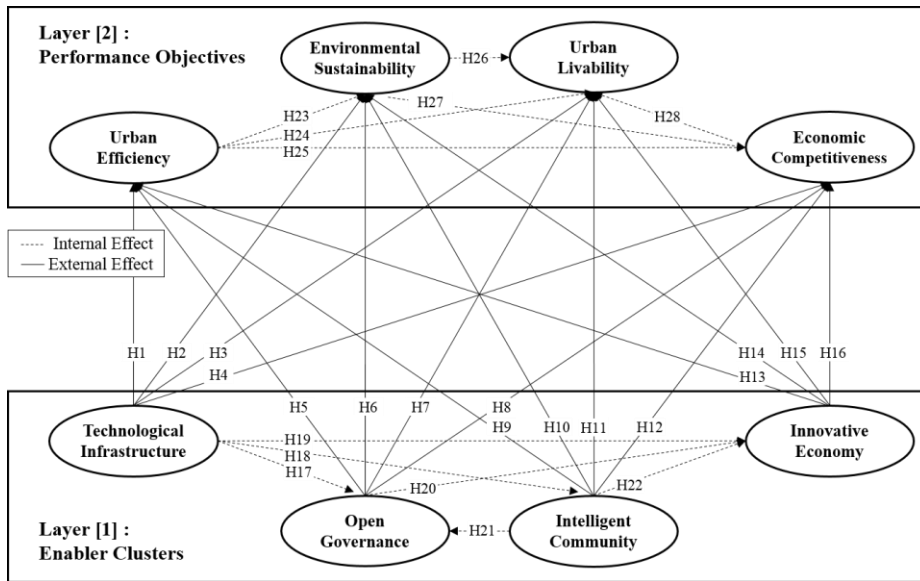 Layer [2] :
Performance Objectives
Environmental
Sustainability
H26
Urban
Livability
H23
H24
H25
H27
H28
Urban
Efficiency
Economic
Competitiveness
Internal Effect
External Effect
H1
H2
H3
H4
H5
H6
H7
H8
H9
H10
H11
H12
H13
H14
H15
H16
Technological
Infrastructure
H19
H18
H17
H20
H22
Innovative
Economy
Open
Governance
H21
Intelligent
Community
Layer [1] :
Enabler Clusters